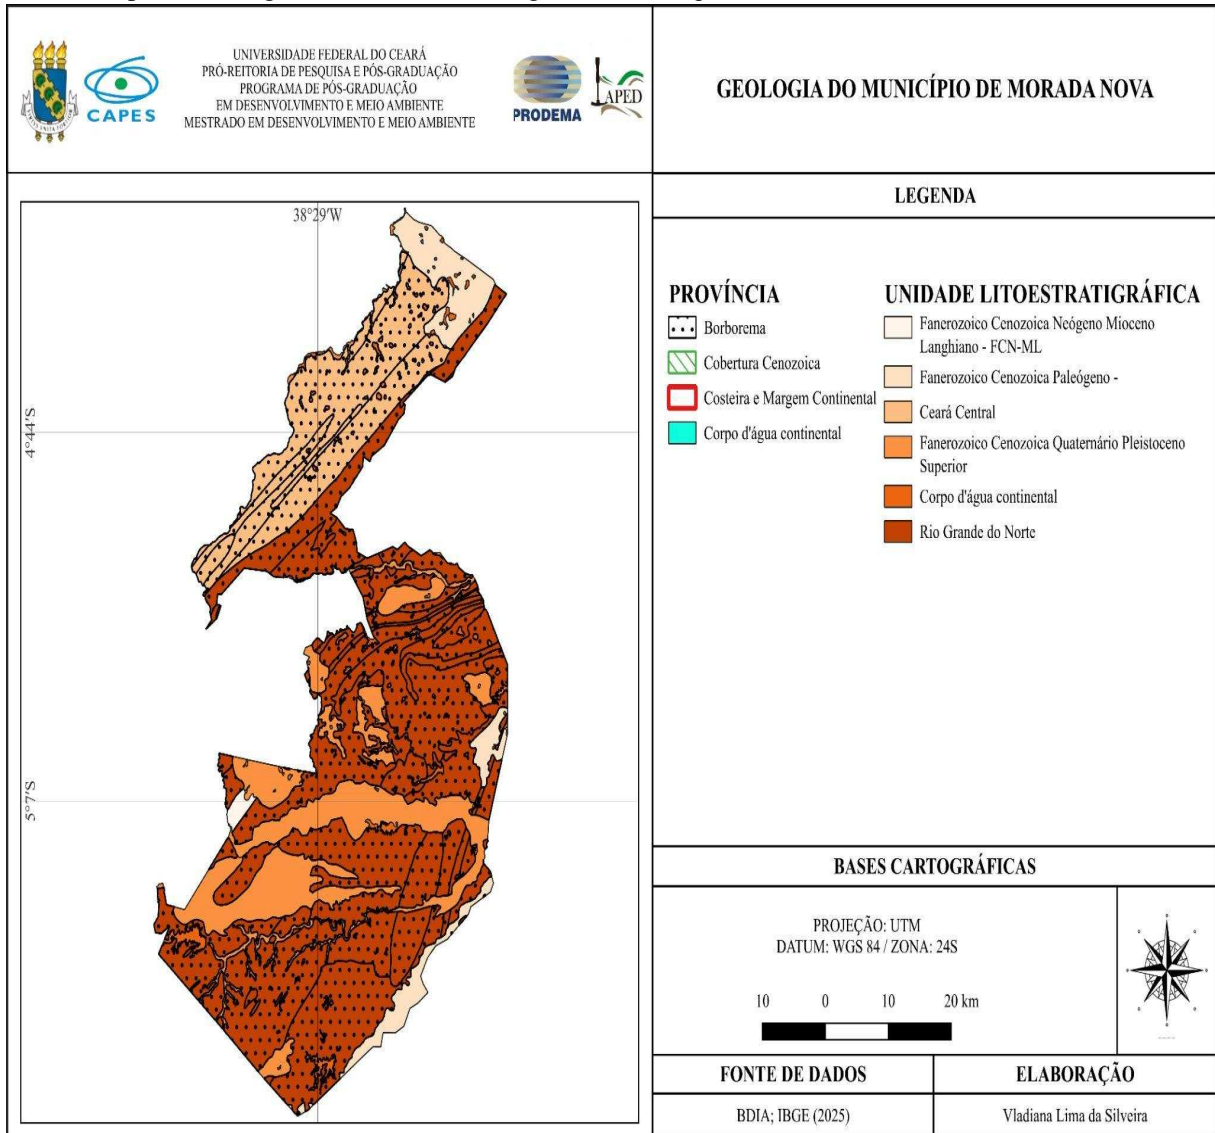 UNIVERSIDADE FEDERAL DO CEARÁ
PRÓ-REITORIA DE PESQUISA E PÓS-GRADUAÇÃO
PROGRAMA DE PÓS-GRADUAÇÃO
EM DESENVOLVIMENTO E MEIO AMBIENTE
MESTRADO EM DESENVOLVIMENTO E MEIO AMBIENTE
CAPES
PRODEMA
LAPED
GEOLOGIA DO MUNICÍPIO DE MORADA NOVA
LEGENDA
PROVÍNCIA
Borborema
Cobertura Cenozoica
Costeira e Margem Continental
Corpo d'água continental
UNIDADE LITOESTRATIGRÁFICA
Fanerozoico Cenozoica Neógeno Mioceno
Langhiano - FCN-ML
Fanerozoico Cenozoica Paleógeno -
Ceará Central
Fanerozoico Cenozoica Quaternário Pleistoceno
Superior
Corpo d'água continental
Rio Grande do Norte
38°29'W
4°44'S
5°7'S
BASES CARTOGRÁFICAS
PROJEÇÃO: UTM
DATUM: WGS 84 / ZONA: 24S
10 0 10 20 km
FONTE DE DADOS
BDIA; IBGE (2025)
ELABORAÇÃO
Vladiana Lima da Silveira